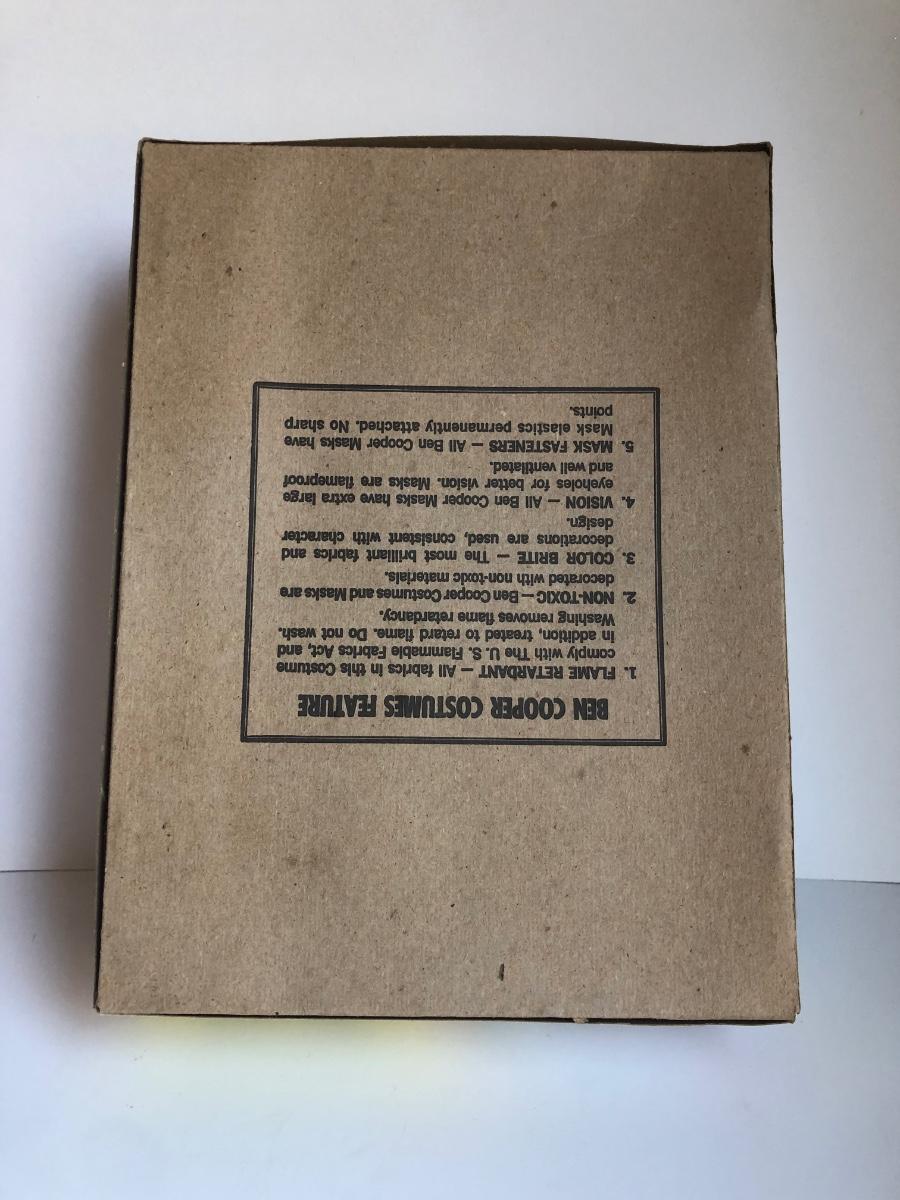 BEN COOPER COSTUMES FEATURE
1. FLAME RETARDANT — All fabrics in this Costume
comply with The U. S. Flammable Fabrics Act, and
in addition, treated to retard flame. Do not wash.
Washing removes flame retardancy.
2. NON-TOXIC — Ben Cooper Costumes and Masks are
decorated with non-toxic materials.
3. COLOR BRITE — The most brilliant fabrics and
decorations are used, consistent with character
design.
4. VISION — All Ben Cooper Masks have extra large
eyeholes for better vision. Masks are flameproof
and well ventilated.
5. MASK FASTENERS — All Ben Cooper Masks have
Mask elastics permanently attached. No sharp
points.